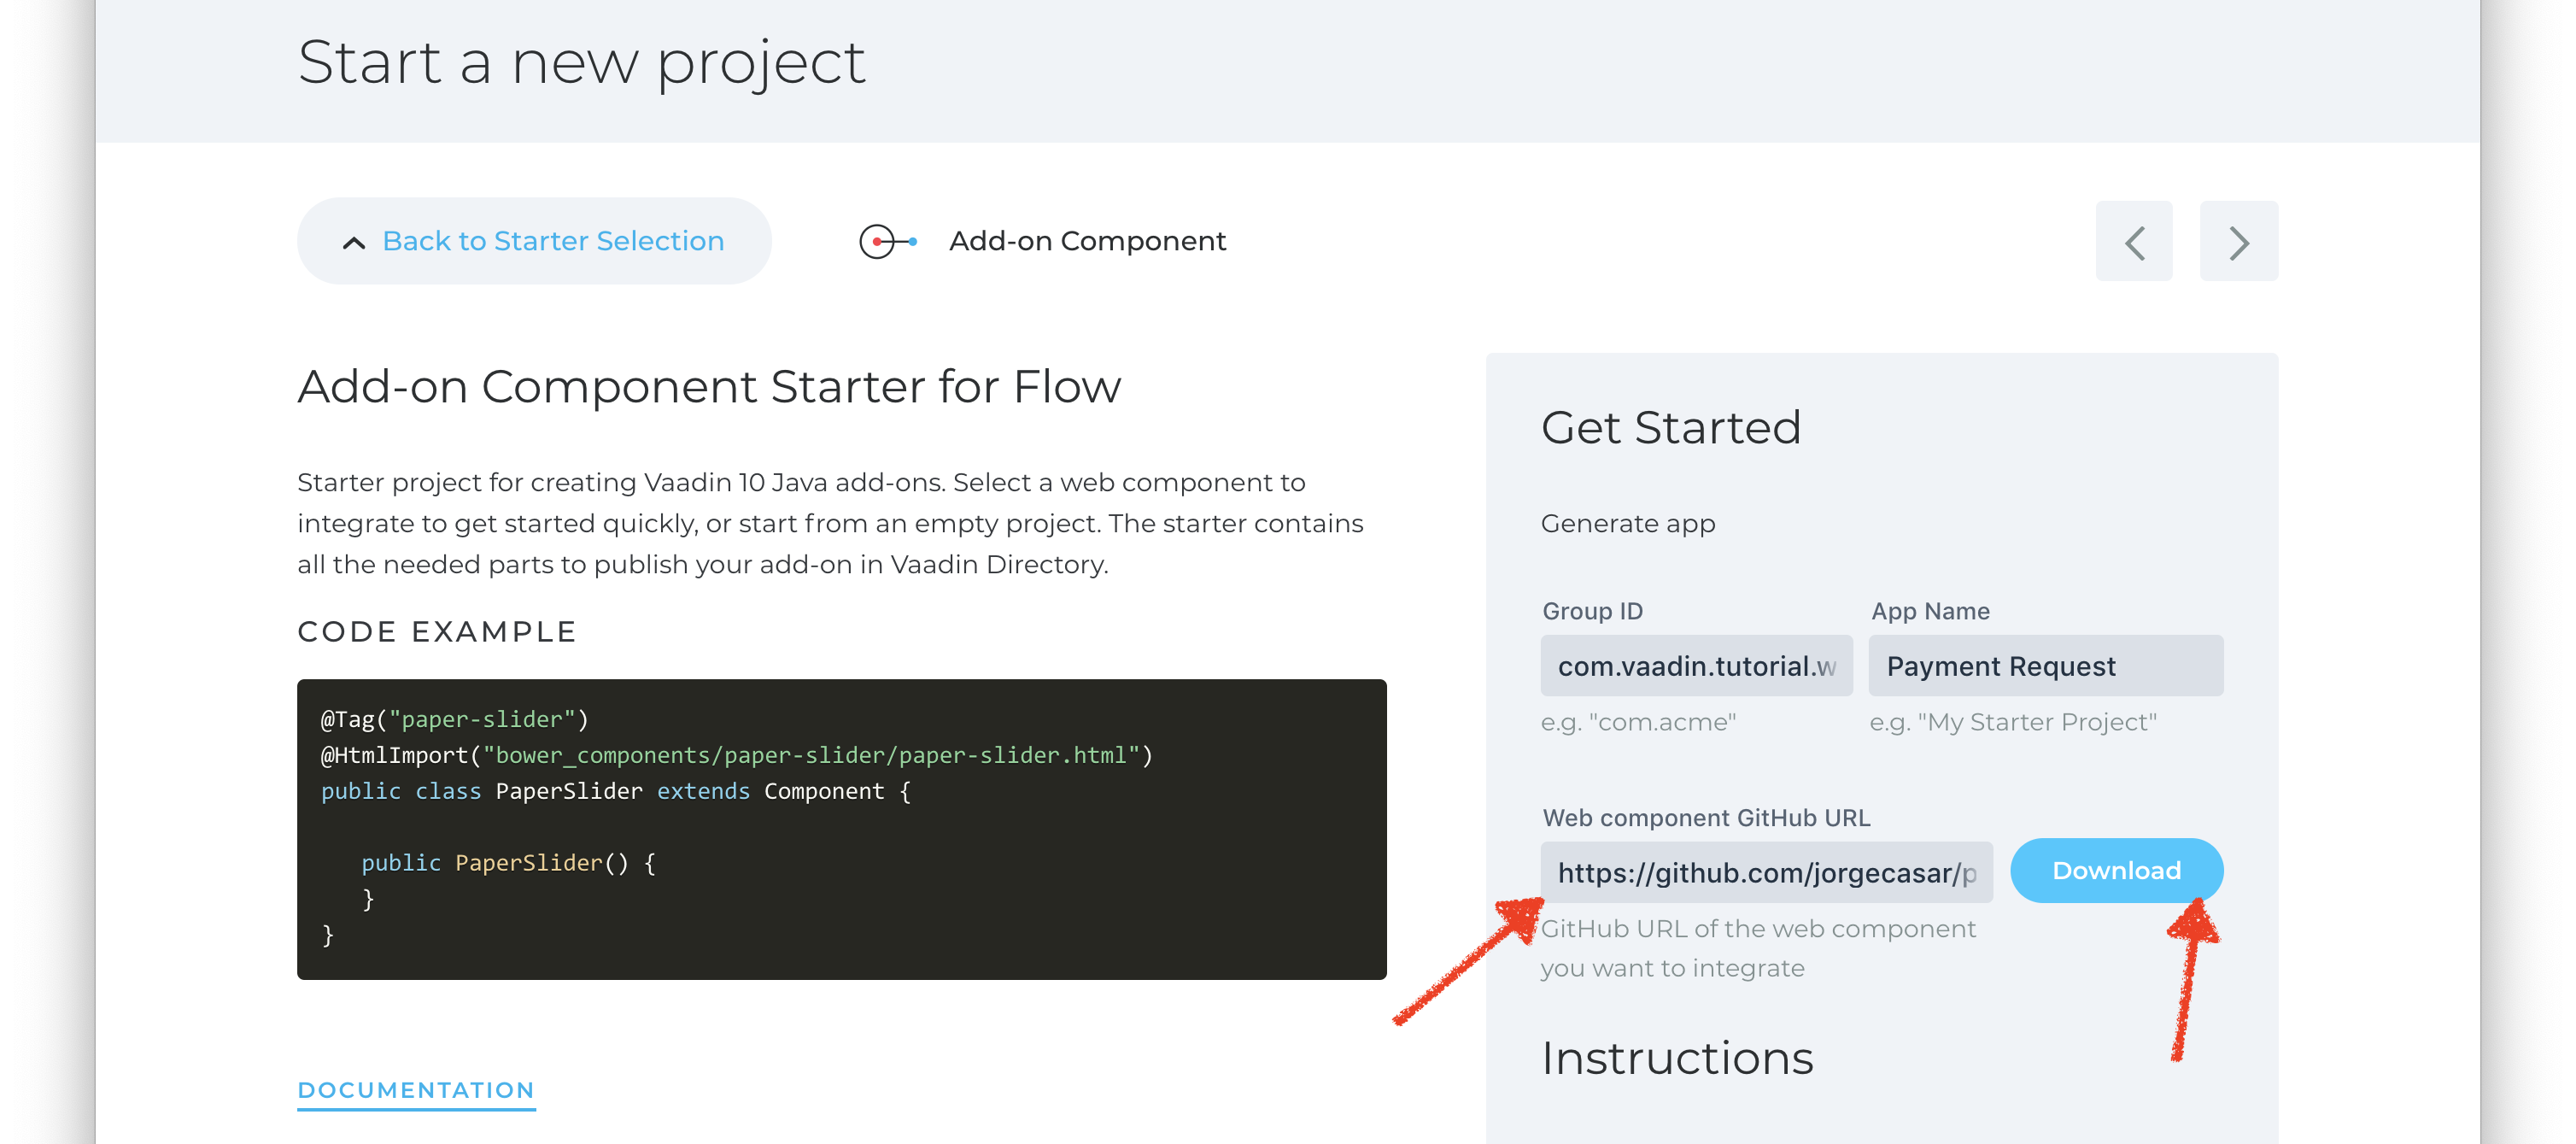 Start a new project
Back to Starter Selection
Add-on Component
Add-on Component Starter for Flow
Starter project for creating Vaadin 10 Java add-ons. Select a web component to
integrate to get started quickly, or start from an empty project. The starter contains
all the needed parts to publish your add-on in Vaadin Directory.
CODE EXAMPLE
@Tag("paper-slider")
@HtmlImport("bower_components/paper-slider/paper-slider.html")
public class PaperSlider extends Component {
public PaperSlider() {
}
}
DOCUMENTATION
Get Started
Generate app
Group ID
App Name
com.vaadin.tutorial.w
Payment Request
e.g. "com.acme"
e.g. "My Starter Project"
Web component GitHub URL
https://github.com/jorgecasar/p
Download
GitHub URL of the web component
you want to integrate
Instructions